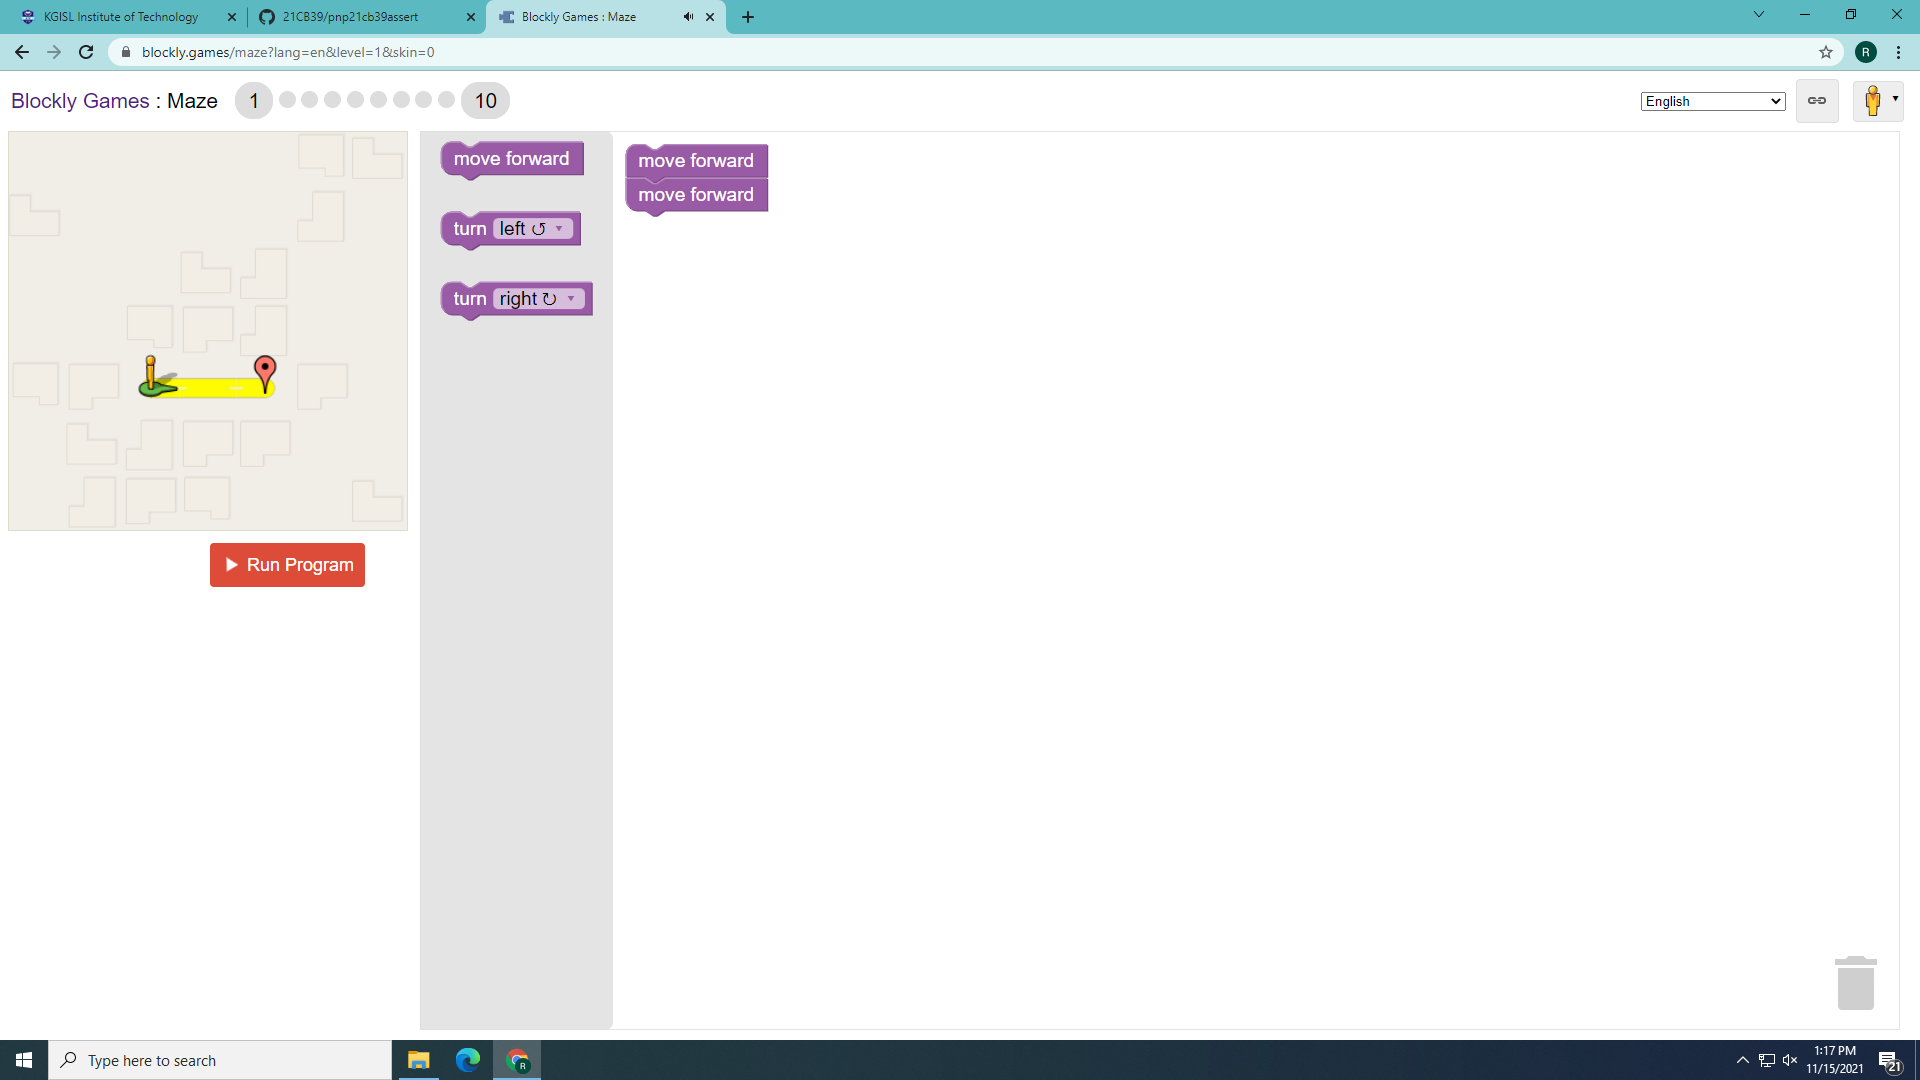 KGISL Institute of Technology
21CB39/pnp21cb39assert
Blockly Games : Maze
blockly.games/maze?lang=en&level=1&skin=0
R
Blockly Games : Maze 1 10
English
move forward
turn left ↺ ▾
turn right ↻ ▾
move forward
move forward
Run Program
Type here to search
R
1:17 PM
11/15/2021
21